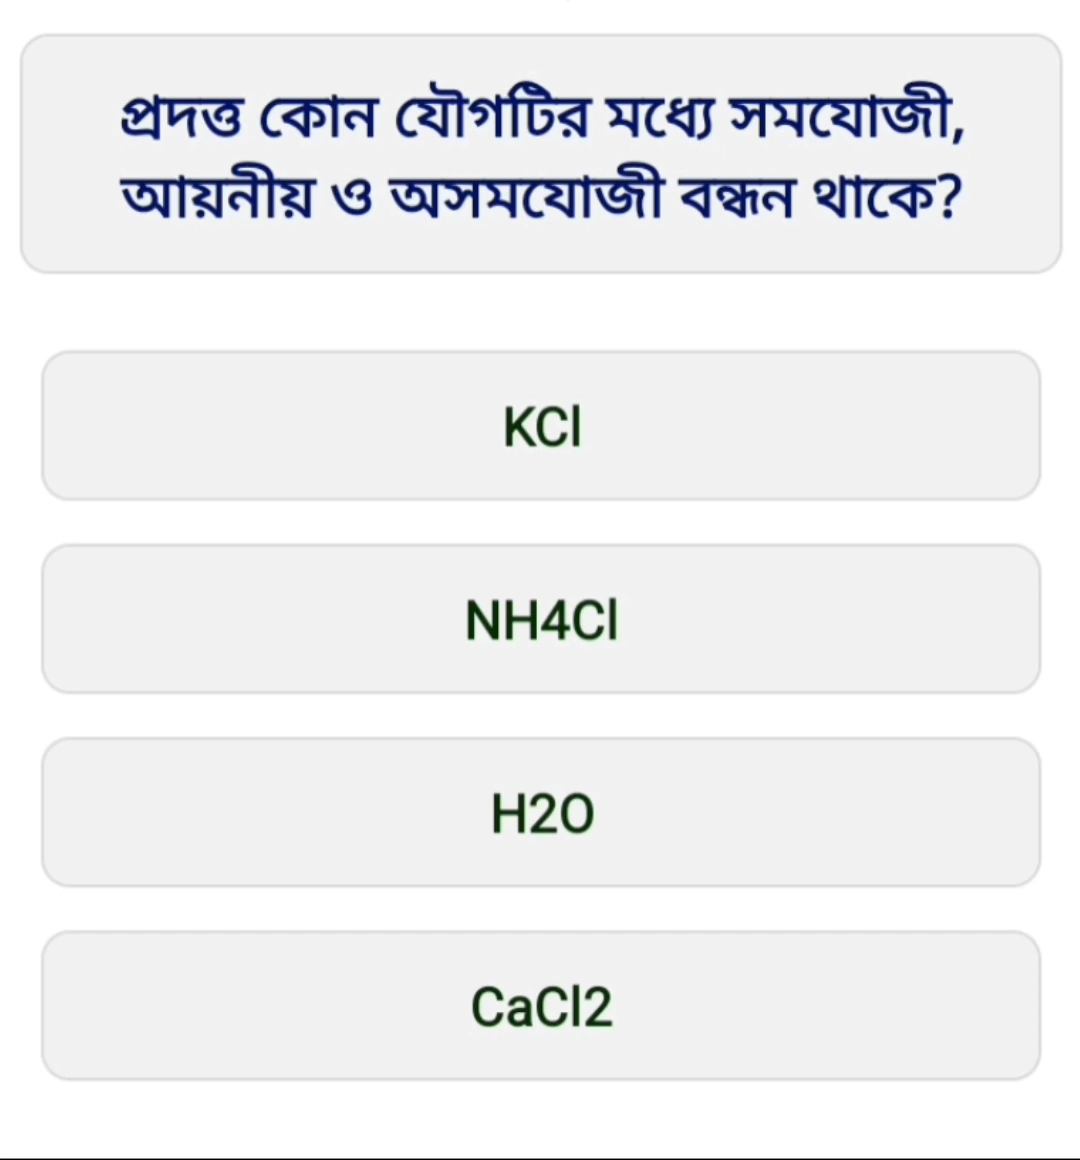 প্রদত্ত কোন যৌগটির মধ্যে সমযোজী,
আয়নীয় ও অসমযোজী বন্ধন থাকে?
KCl
NH4Cl
H2O
CaCl2